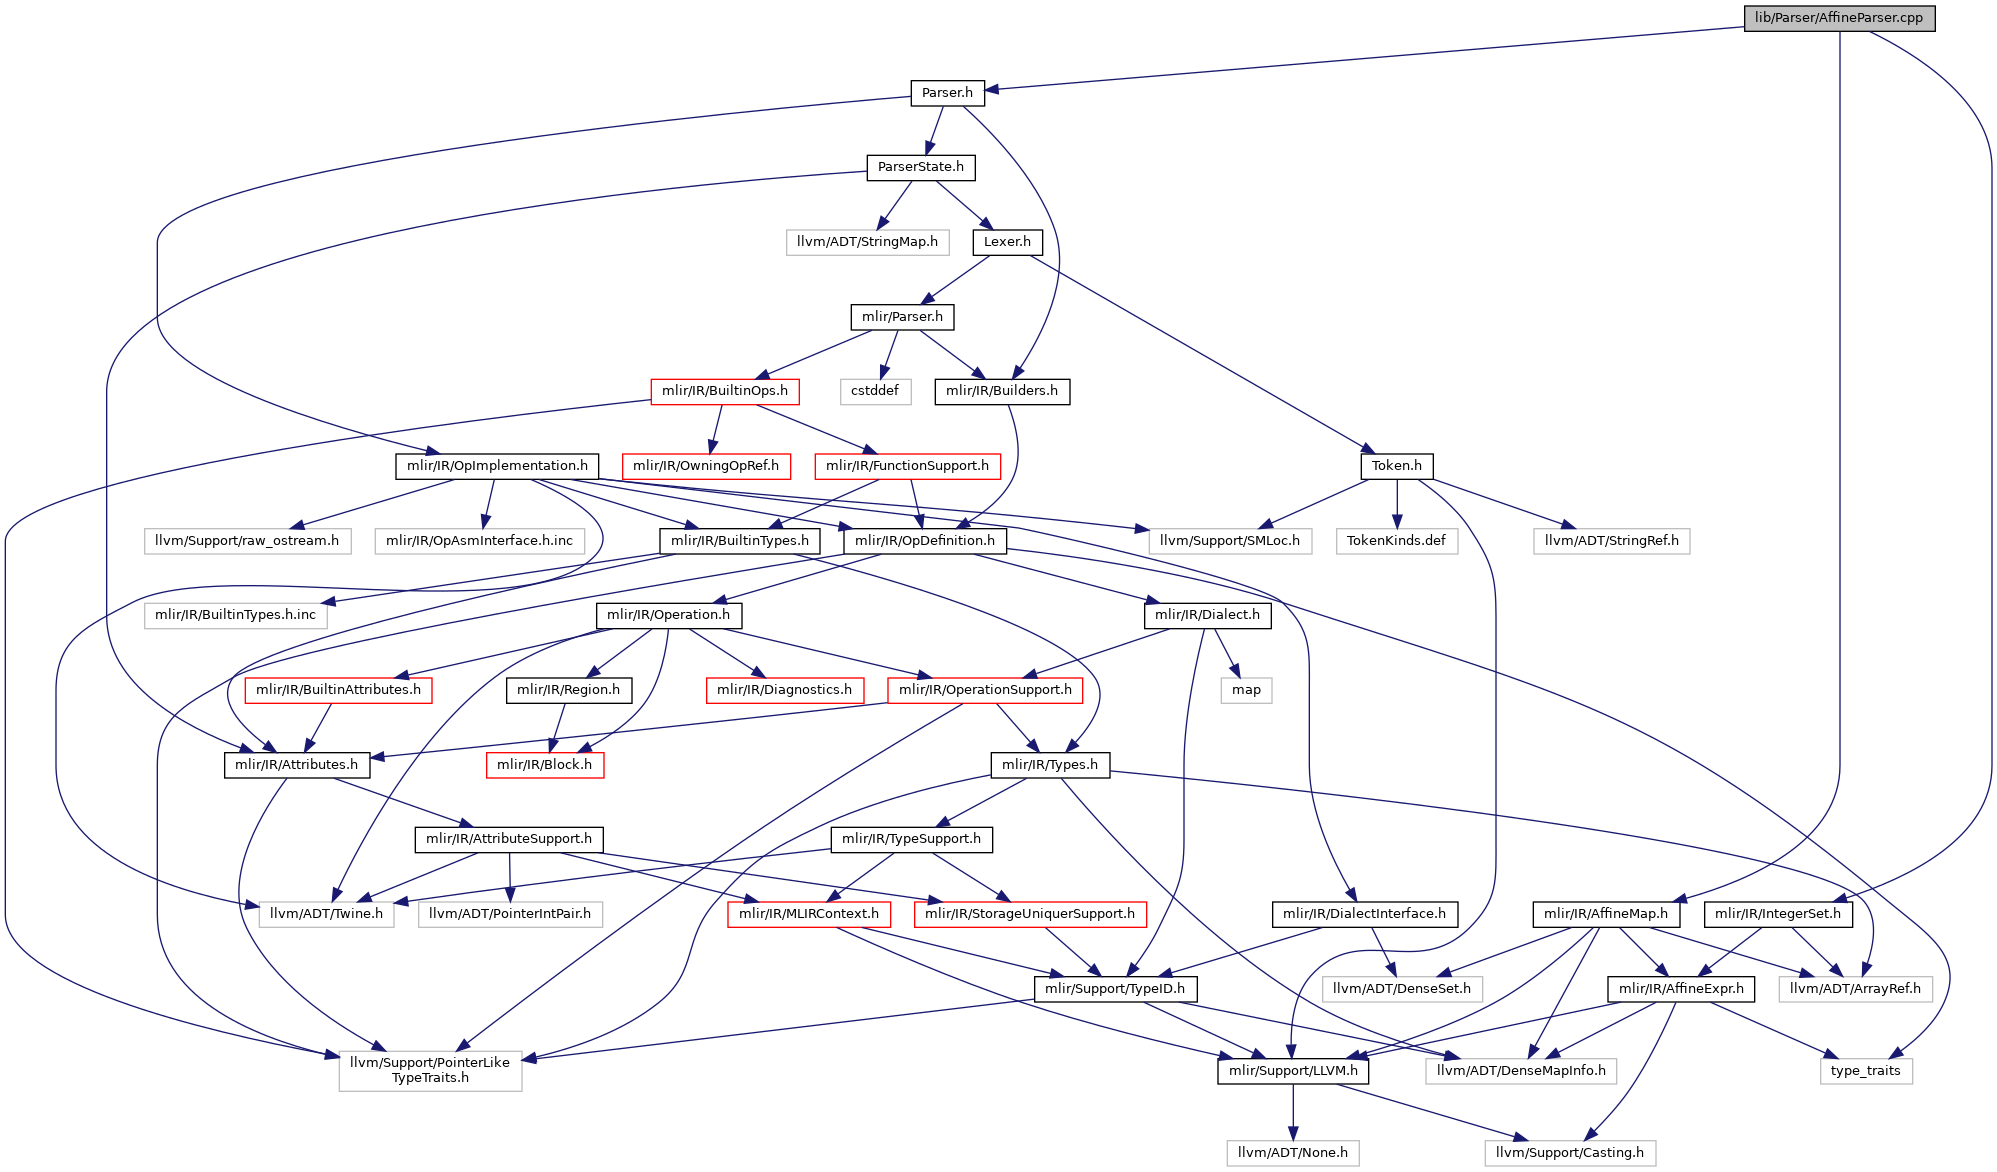 lib/Parser/AffineParser.cpp
Parser.h
ParserState.h
llvm/ADT/StringMap.h
Lexer.h
mlir/Parser.h
mlir/IR/BuiltinOps.h
cstddef
mlir/IR/Builders.h
mlir/IR/OpImplementation.h
mlir/IR/OwningOpRef.h
mlir/IR/FunctionSupport.h
Token.h
llvm/Support/raw_ostream.h
mlir/IR/OpAsmInterface.h.inc
mlir/IR/BuiltinTypes.h
mlir/IR/OpDefinition.h
llvm/Support/SMLoc.h
TokenKinds.def
llvm/ADT/StringRef.h
mlir/IR/BuiltinTypes.h.inc
mlir/IR/Operation.h
mlir/IR/Dialect.h
mlir/IR/BuiltinAttributes.h
mlir/IR/Region.h
mlir/IR/Diagnostics.h
mlir/IR/OperationSupport.h
map
mlir/IR/Attributes.h
mlir/IR/Block.h
mlir/IR/Types.h
mlir/IR/AttributeSupport.h
mlir/IR/TypeSupport.h
llvm/ADT/Twine.h
llvm/ADT/PointerIntPair.h
mlir/IR/MLIRContext.h
mlir/IR/StorageUniquerSupport.h
mlir/IR/DialectInterface.h
mlir/IR/AffineMap.h
mlir/IR/IntegerSet.h
mlir/Support/TypeID.h
llvm/ADT/DenseSet.h
mlir/IR/AffineExpr.h
llvm/ADT/ArrayRef.h
llvm/Support/PointerLike
TypeTraits.h
mlir/Support/LLVM.h
llvm/ADT/DenseMapInfo.h
type_traits
llvm/ADT/None.h
llvm/Support/Casting.h